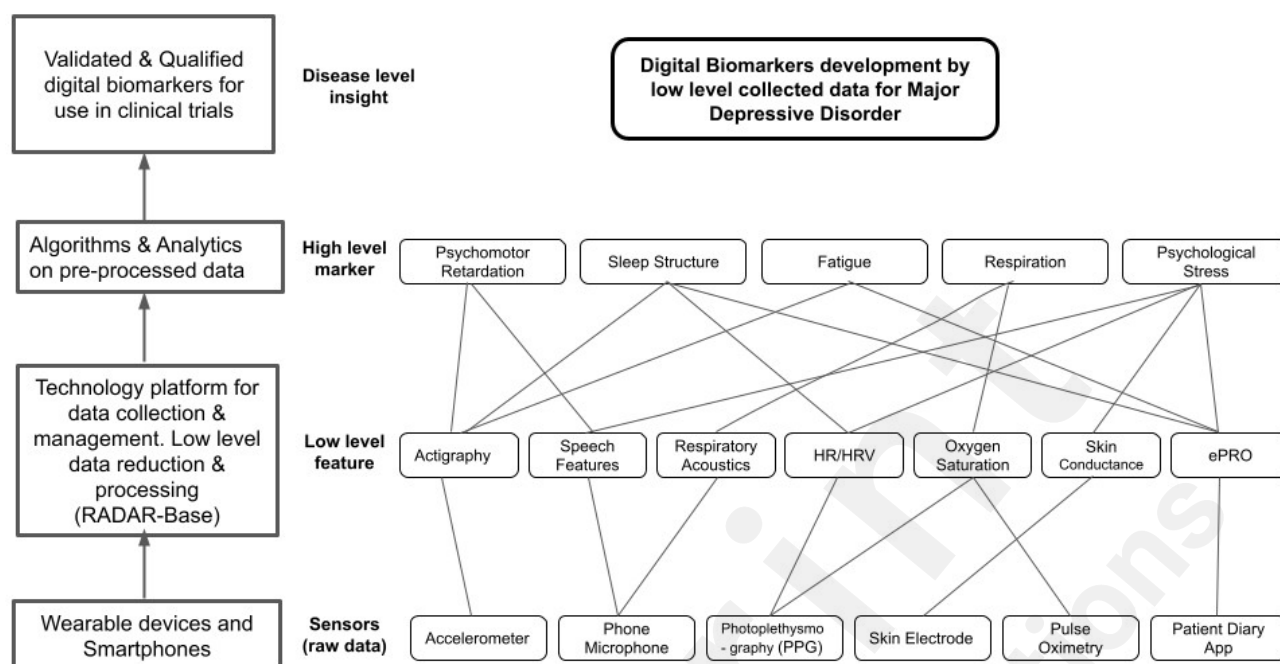 Validated & Qualified
digital biomarkers for
use in clinical trials
Disease level
insight
Digital Biomarkers development by
low level collected data for Major
Depressive Disorder
Algorithms & Analytics
on pre-processed data
High level
marker
Psychomotor
Retardation
Sleep Structure
Fatigue
Respiration
Psychological
Stress
Technology platform for
data collection &
management. Low level
data reduction &
processing
(RADAR-Base)
Low level
feature
Actigraphy
Speech
Features
Respiratory
Acoustics
HR/HRV
Oxygen
Saturation
Skin
Conductance
ePRO
Wearable devices and
Smartphones
Sensors
(raw data)
Accelerometer
Phone
Microphone
Photoplethysmo
- graphy (PPG)
Skin Electrode
Pulse
Oximetry
Patient Diary
App